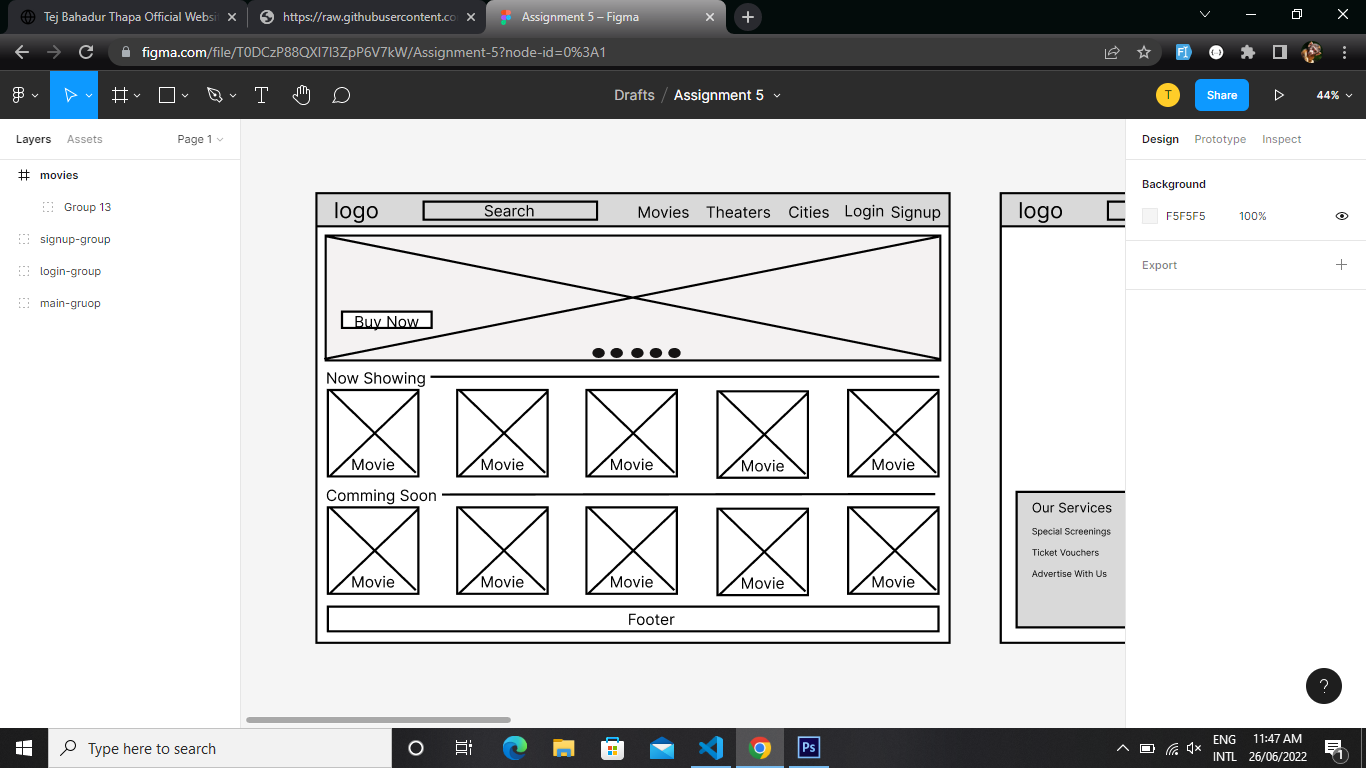 Tej Bahadur Thapa Official Websi
https://raw.githubusercontent.co
Assignment 5 – Figma
figma.com/file/T0DCzP88QXI7l3ZpP6V7kW/Assignment-5?node-id=0%3A1
Drafts / Assignment 5
T
Share
44%
Layers
Assets
Page 1
movies
Group 13
signup-group
login-group
main-gruop
logo
Search
Movies
Theaters
Cities
Login
Signup
Buy Now
Now Showing
Movie
Movie
Movie
Movie
Movie
Comming Soon
Movie
Movie
Movie
Movie
Movie
Footer
logo
Our Services
Special Screenings
Ticket Vouchers
Advertise With Us
Design
Prototype
Inspect
Background
F5F5F5
100%
Export
?
Type here to search
Ps
ENG
INTL
11:47 AM
26/06/2022
1